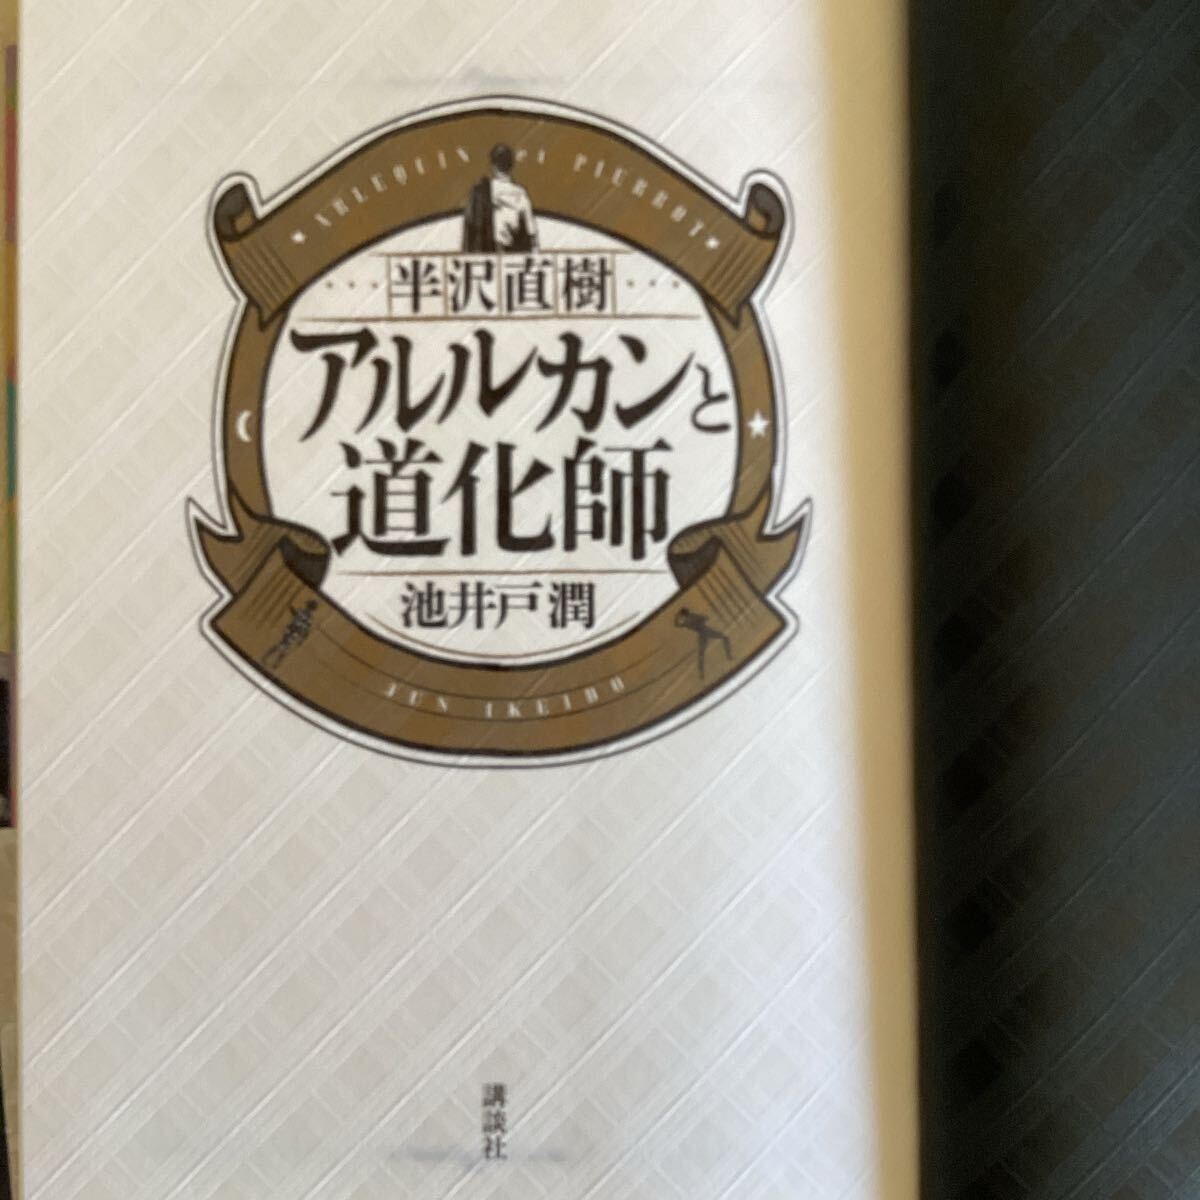 ARLEQUIN et PIERROT
半沢直樹
アルルカンと
道化師
池井戸潤
JUN IKEIDO
講談社